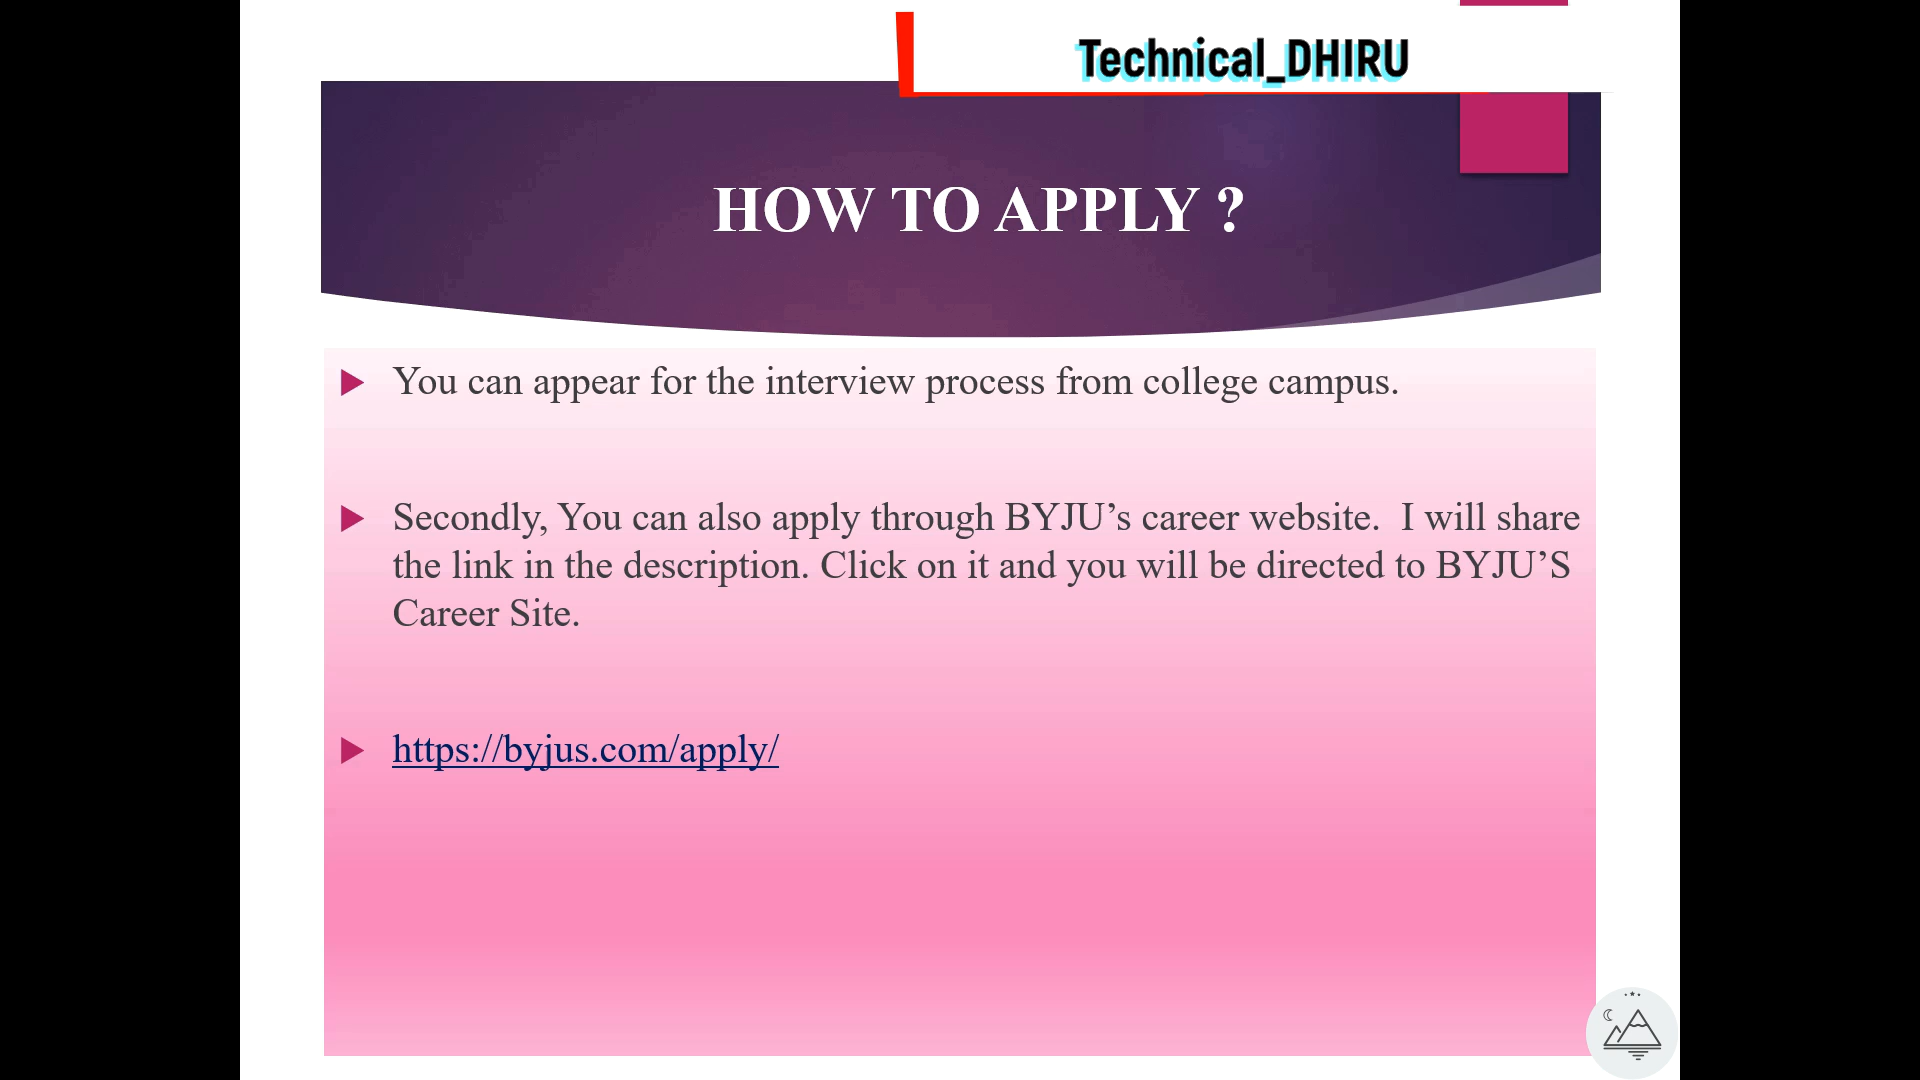 Technical_DHIRU
HOW TO APPLY ?
You can appear for the interview process from college campus.
Secondly, You can also apply through BYJU’s career website.  I will share
the link in the description. Click on it and you will be directed to BYJU’S
Career Site.
https://byjus.com/apply/